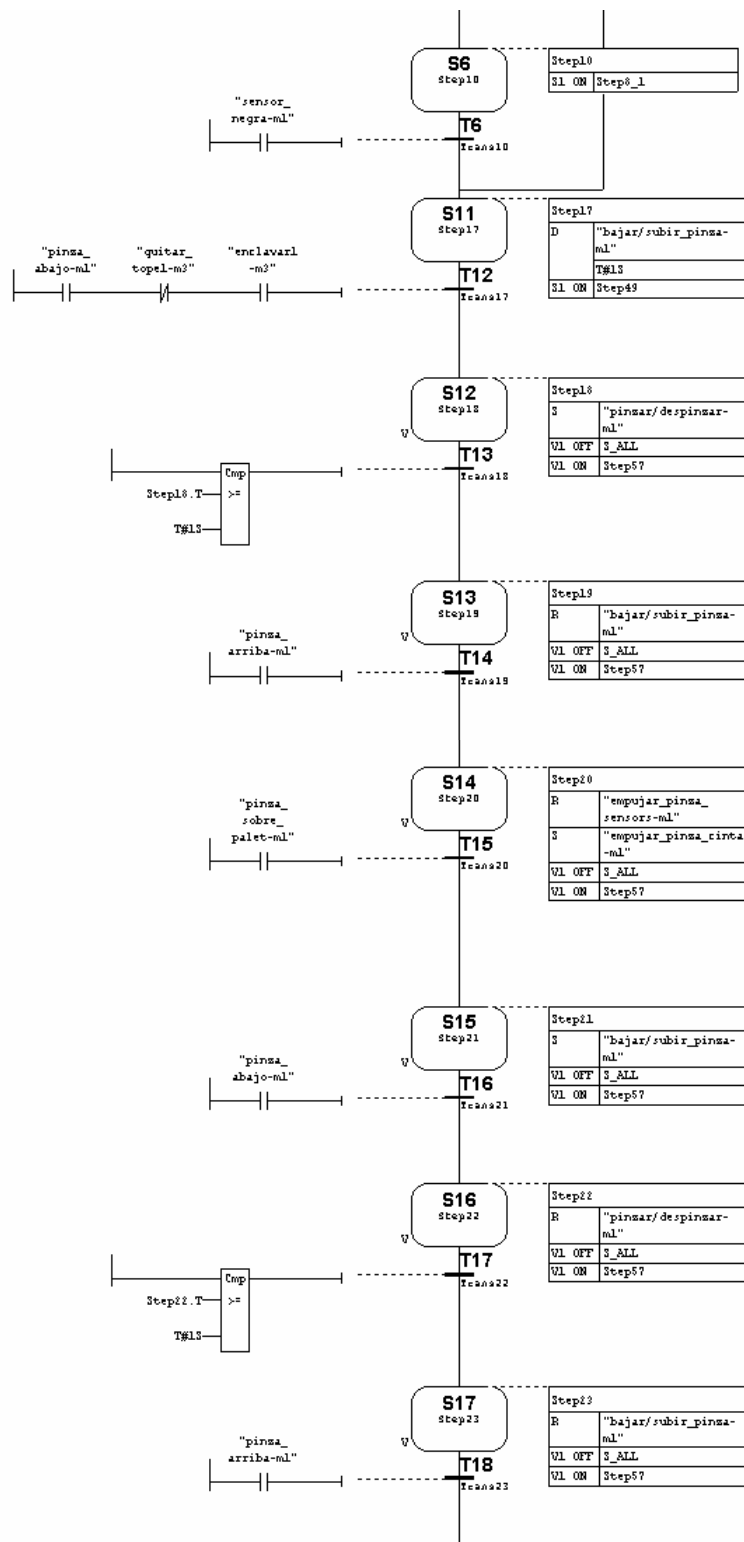 S6
Step10
Step10
S1 ON Step8_1
"sensor_
negra-m1"
T6
Trans10
S11
Step17
Step17
D "bajar/subir_pinza-
m1"
T#1S
S1 ON Step49
"pinza_
abajo-m1"
"quitar_
tope1-m3"
"enclavar1
-m3"
T12
Trans17
S12
Step18
V
Step18
S "pinzar/despinzar-
m1"
V1 OFF S_ALL
V1 ON Step57
T13
Trans18
Cmp
Step18.T >=
T#1S
S13
Step19
V
Step19
R "bajar/subir_pinza-
m1"
V1 OFF S_ALL
V1 ON Step57
"pinza_
arriba-m1"
T14
Trans19
S14
Step20
V
Step20
R "empujar_pinza_
sensors-m1"
S "empujar_pinza_cinta
-m1"
V1 OFF S_ALL
V1 ON Step57
"pinza_
sobre_
palet-m1"
T15
Trans20
S15
Step21
V
Step21
S "bajar/subir_pinza-
m1"
V1 OFF S_ALL
V1 ON Step57
"pinza_
abajo-m1"
T16
Trans21
S16
Step22
V
Step22
R "pinzar/despinzar-
m1"
V1 OFF S_ALL
V1 ON Step57
T17
Trans22
Cmp
Step22.T >=
T#1S
S17
Step23
V
Step23
R "bajar/subir_pinza-
m1"
V1 OFF S_ALL
V1 ON Step57
"pinza_
arriba-m1"
T18
Trans23